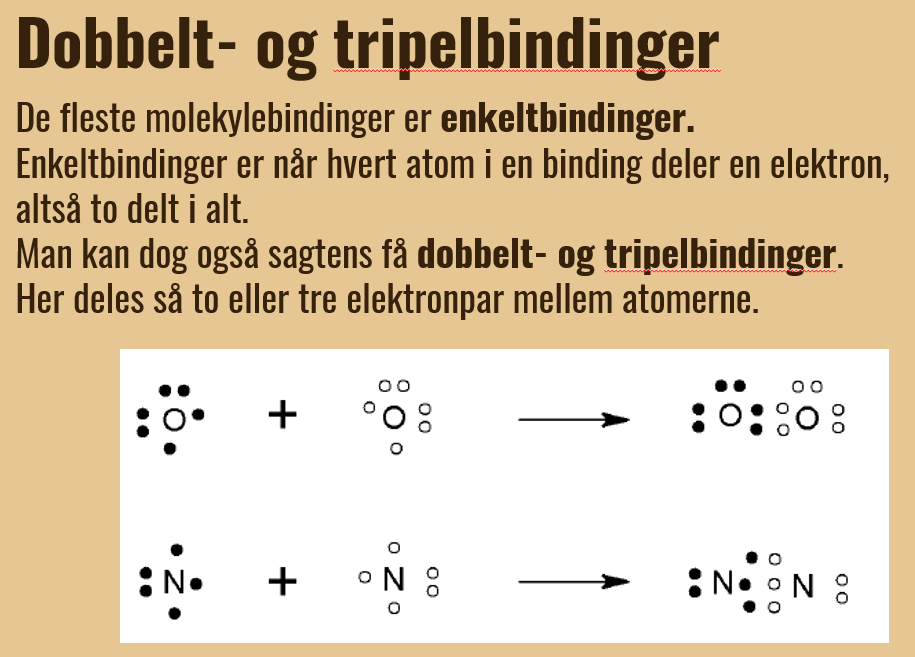 Dobbelt- og tripelbindinger
De fleste molekylebindinger er enkeltbindinger.
Enkeltbindinger er når hvert atom i en binding deler en elektron,
altså to delt i alt.
Man kan dog også sagtens få dobbelt- og tripelbindinger.
Her deles så to eller tre elektronpar mellem atomerne.
O + O → O O
N + N → N N